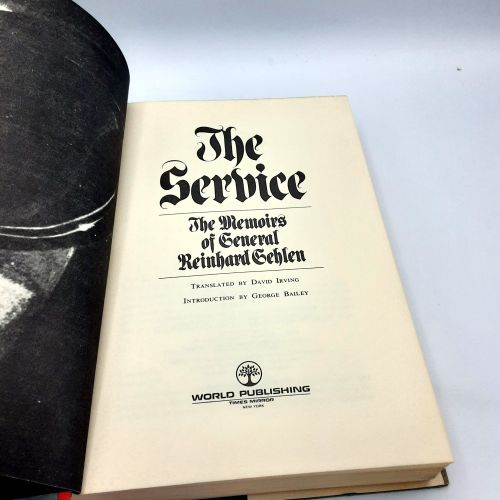 The
Service
The Memoirs
of General
Reinhard Gehlen
TRANSLATED BY DAVID IRVING
INTRODUCTION BY GEORGE BAILEY
WORLD PUBLISHING
TIMES MIRROR
NEW YORK